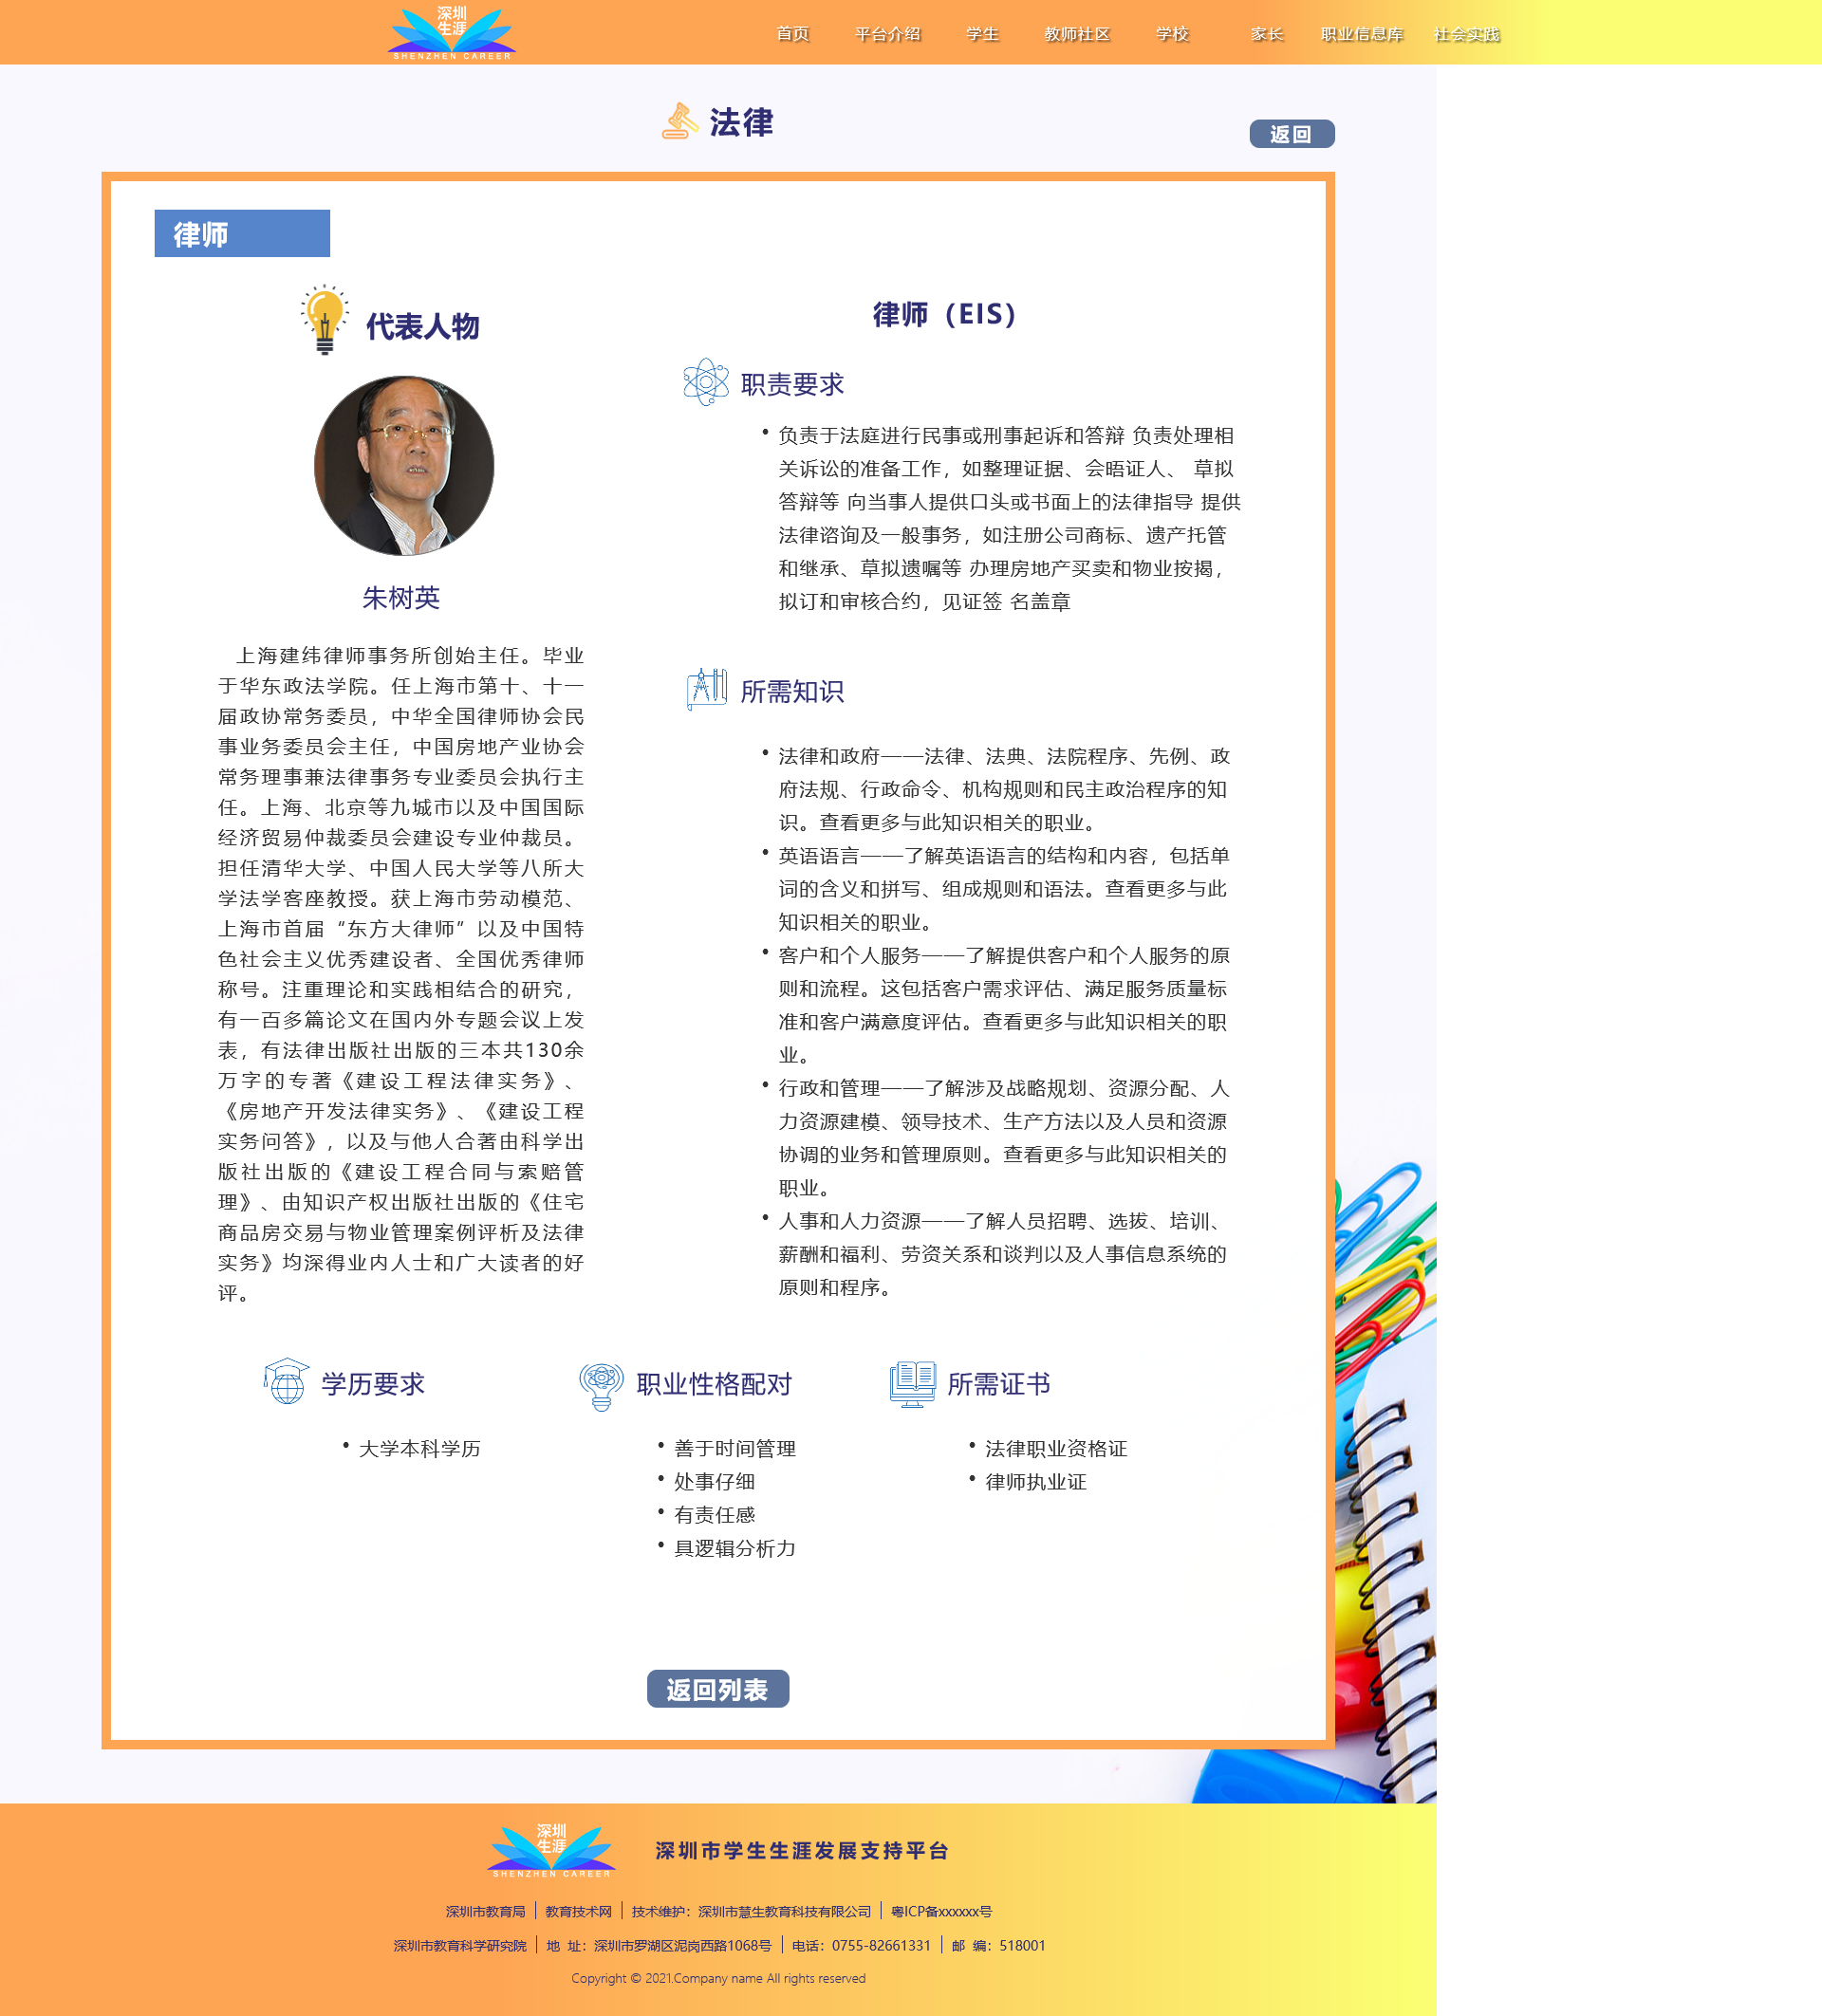 深圳
生涯
SHENZHEN CAREER
首页 平台介绍 学生 教师社区 学校 家长 职业信息库 社会实践
法律
返回
律师
代表人物
朱树英
上海建纬律师事务所创始主任。毕业
于华东政法学院。任上海市第十、十一
届政协常务委员，中华全国律师协会民
事业务委员会主任，中国房地产业协会
常务理事兼法律事务专业委员会执行主
任。上海、北京等九城市以及中国国际
经济贸易仲裁委员会建设专业仲裁员。
担任清华大学、中国人民大学等八所大
学法学客座教授。获上海市劳动模范、
上海市首届“东方大律师”以及中国特
色社会主义优秀建设者、全国优秀律师
称号。注重理论和实践相结合的研究，
有一百多篇论文在国内外专题会议上发
表，有法律出版社出版的三本共130余
万字的专著《建设工程法律实务》、
《房地产开发法律实务》、《建设工程
实务问答》，以及与他人合著由科学出
版社出版的《建设工程合同与索赔管
理》、由知识产权出版社出版的《住宅
商品房交易与物业管理案例评析及法律
实务》均深得业内人士和广大读者的好
评。
律师（EIS）
职责要求
• 负责于法庭进行民事或刑事起诉和答辩 负责处理相
关诉讼的准备工作，如整理证据、会晤证人、 草拟
答辩等 向当事人提供口头或书面上的法律指导 提供
法律谘询及一般事务，如注册公司商标、遗产托管
和继承、草拟遗嘱等 办理房地产买卖和物业按揭，
拟订和审核合约，见证签 名盖章
所需知识
• 法律和政府——法律、法典、法院程序、先例、政
府法规、行政命令、机构规则和民主政治程序的知
识。查看更多与此知识相关的职业。
• 英语语言——了解英语语言的结构和内容，包括单
词的含义和拼写、组成规则和语法。查看更多与此
知识相关的职业。
• 客户和个人服务——了解提供客户和个人服务的原
则和流程。这包括客户需求评估、满足服务质量标
准和客户满意度评估。查看更多与此知识相关的职
业。
• 行政和管理——了解涉及战略规划、资源分配、人
力资源建模、领导技术、生产方法以及人员和资源
协调的业务和管理原则。查看更多与此知识相关的
职业。
• 人事和人力资源——了解人员招聘、选拔、培训、
薪酬和福利、劳资关系和谈判以及人事信息系统的
原则和程序。
学历要求
• 大学本科学历
职业性格配对
• 善于时间管理
• 处事仔细
• 有责任感
• 具逻辑分析力
所需证书
• 法律职业资格证
• 律师执业证
返回列表
深圳
生涯
SHENZHEN CAREER
深圳市学生生涯发展支持平台
深圳市教育局 | 教育技术网 | 技术维护：深圳市慧生教育科技有限公司 | 粤ICP备xxxxxx号
深圳市教育科学研究院 | 地 址：深圳市罗湖区泥岗西路1068号 | 电话：0755-82661331 | 邮 编：518001
Copyright © 2021.Company name All rights reserved